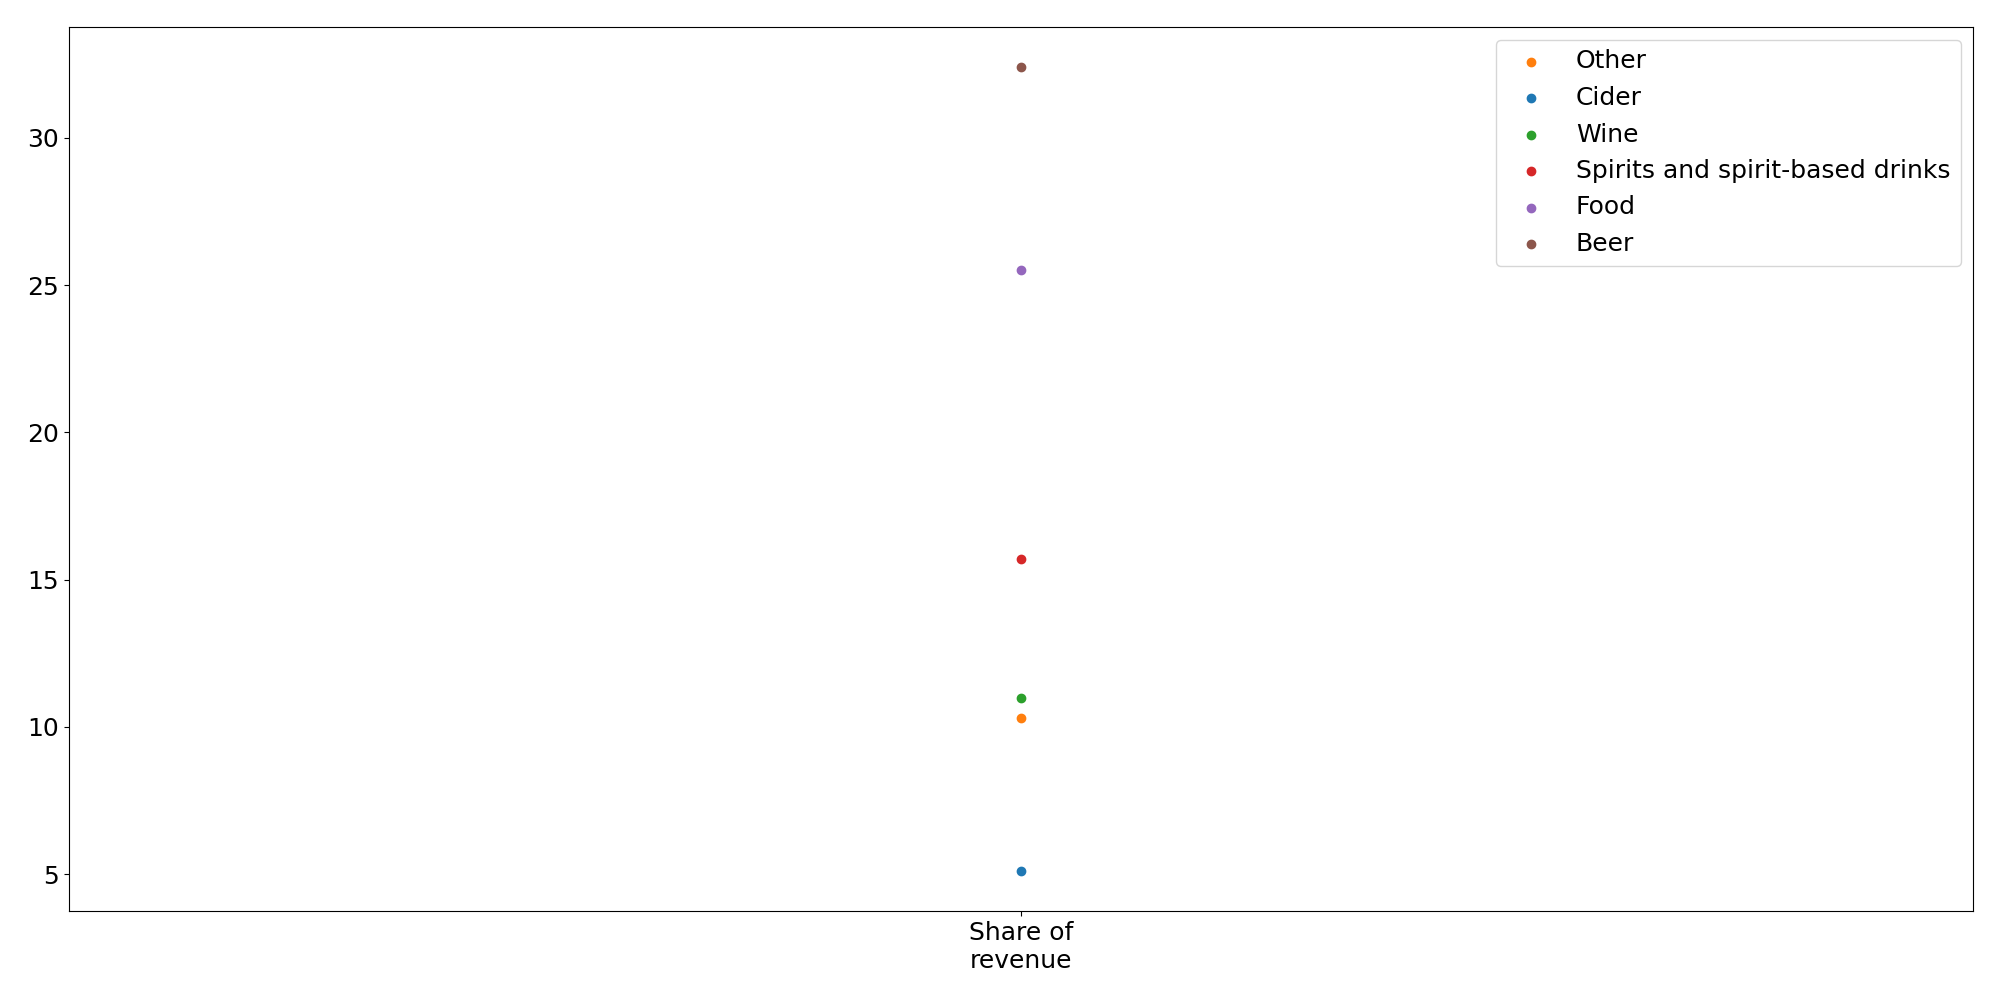 30
25
20
15
10
5
Share of
revenue
Other
Cider
Wine
Spirits and spirit-based drinks
Food
Beer